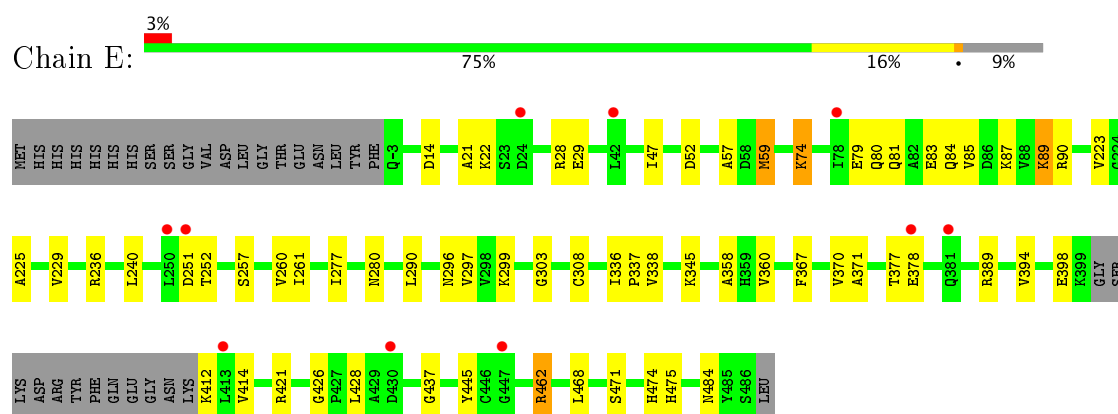 3%
Chain E:
75% 16% • 9%
MET HIS HIS HIS HIS HIS HIS SER SER GLY VAL ASP LEU GLY THR GLU ASN LEU TYR PHE Q-3 D14 A21 K22 S23 D24 R28 E29 L42 I47 D52 A57 D58 M59 K74 I78 E79 Q80 Q81 A82 E83 Q84 V85 D86 K87 V88 K89 R90 V223
A225 V229 R236 L240 L250 D251 T252 S257 V260 I261 I277 N280 L290 N296 V297 V298 K299 G303 C308 I336 P337 V338 K345 A358 H359 V360 F367 V370 A371 T377 E378 Q381 R389 V394 E398 K399 GLY SER
LYS ASP ARG TYR PHE GLN GLU GLY ASN LYS K412 L413 V414 R421 G426 P427 L428 A429 D430 G437 Y445 C446 G447 R462 L468 S471 H474 H475 N484 Y485 S486 LEU